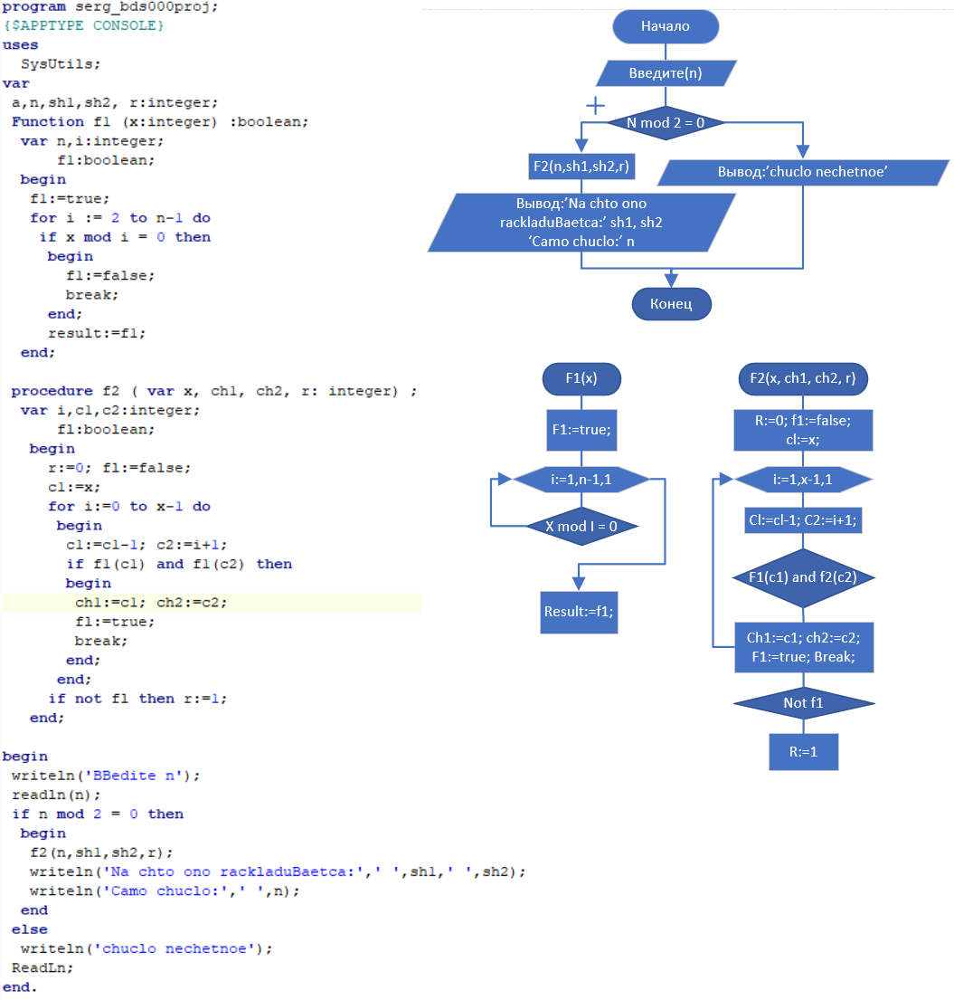 program serg_bds000proj;
{$APPTYPE CONSOLE}
uses
SysUtils;
var
a,n,sh1,sh2, r:integer;
Function f1 (x:integer) :boolean;
var n,i:integer;
fl:boolean;
begin
fl:=true;
for i := 2 to n-1 do
if x mod i = 0 then
begin
fl:=false;
break;
end;
result:=fl;
end;
procedure f2 ( var x, ch1, ch2, r: integer) ;
var i,c1,c2:integer;
fl:boolean;
begin
r:=0; fl:=false;
c1:=x;
for i:=0 to x-1 do
begin
c1:=c1-1; c2:=i+1;
if f1(c1) and f1(c2) then
begin
ch1:=c1; ch2:=c2;
fl:=true;
break;
end;
end;
if not fl then r:=1;
end;
begin
writeln('BBedite n');
readln(n);
if n mod 2 = 0 then
begin
f2(n,sh1,sh2,r);
writeln('Na chto ono rackladuBaetca:',' ',sh1,' ',sh2);
writeln('Camo chuclo:',' ',n);
end
else
writeln('chuclo nechetnoe');
ReadLn;
end.
Начало
Введите(n)
+
N mod 2 = 0
F2(n,sh1,sh2,r)
Вывод:’chuclo nechetnoe’
Вывод:’Na chto ono
rackladuBaetca:’ sh1, sh2
‘Camo chuclo:’ n
Конец
F1(x)
F1:=true;
i:=1,n-1,1
X mod I = 0
Result:=f1;
F2(x, ch1, ch2, r)
R:=0; f1:=false;
cl:=x;
i:=1,x-1,1
Cl:=cl-1; C2:=i+1;
F1(c1) and f2(c2)
Ch1:=c1; ch2:=c2;
F1:=true; Break;
Not f1
R:=1